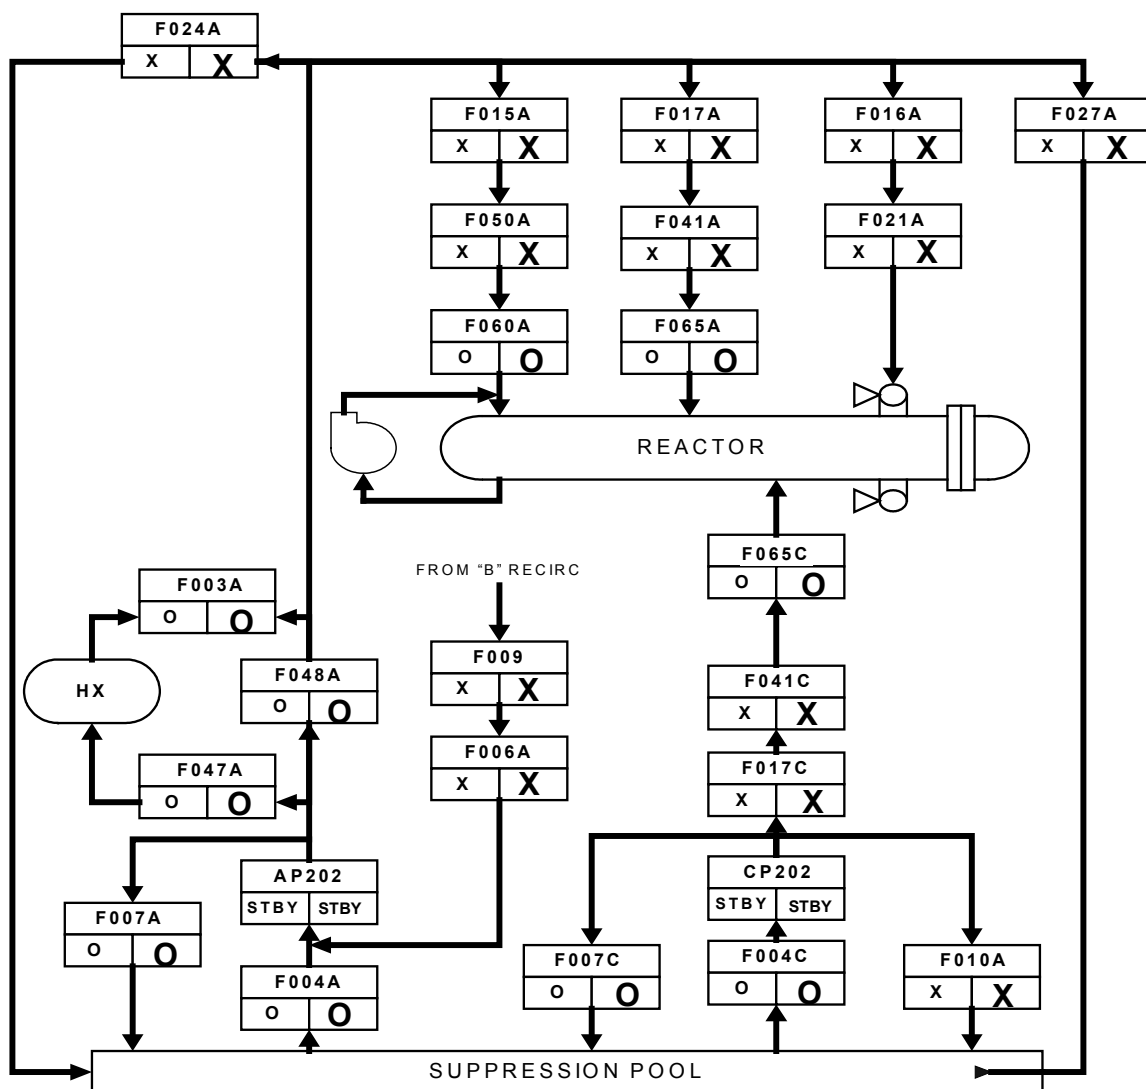 F024A
X X
F015A
X X
F017A
X X
F016A
X X
F027A
X X
F050A
X X
F041A
X X
F021A
X X
F060A
O O
F065A
O O
REACTOR
F065C
O O
FROM "B" RECIRC
F003A
O O
HX
F048A
O O
F009
X X
F041C
X X
F047A
O O
F006A
X X
F017C
X X
AP202
STBY STBY
CP202
STBY STBY
F007A
O O
F004A
O O
F007C
O O
F004C
O O
F010A
X X
SUPPRESSION POOL